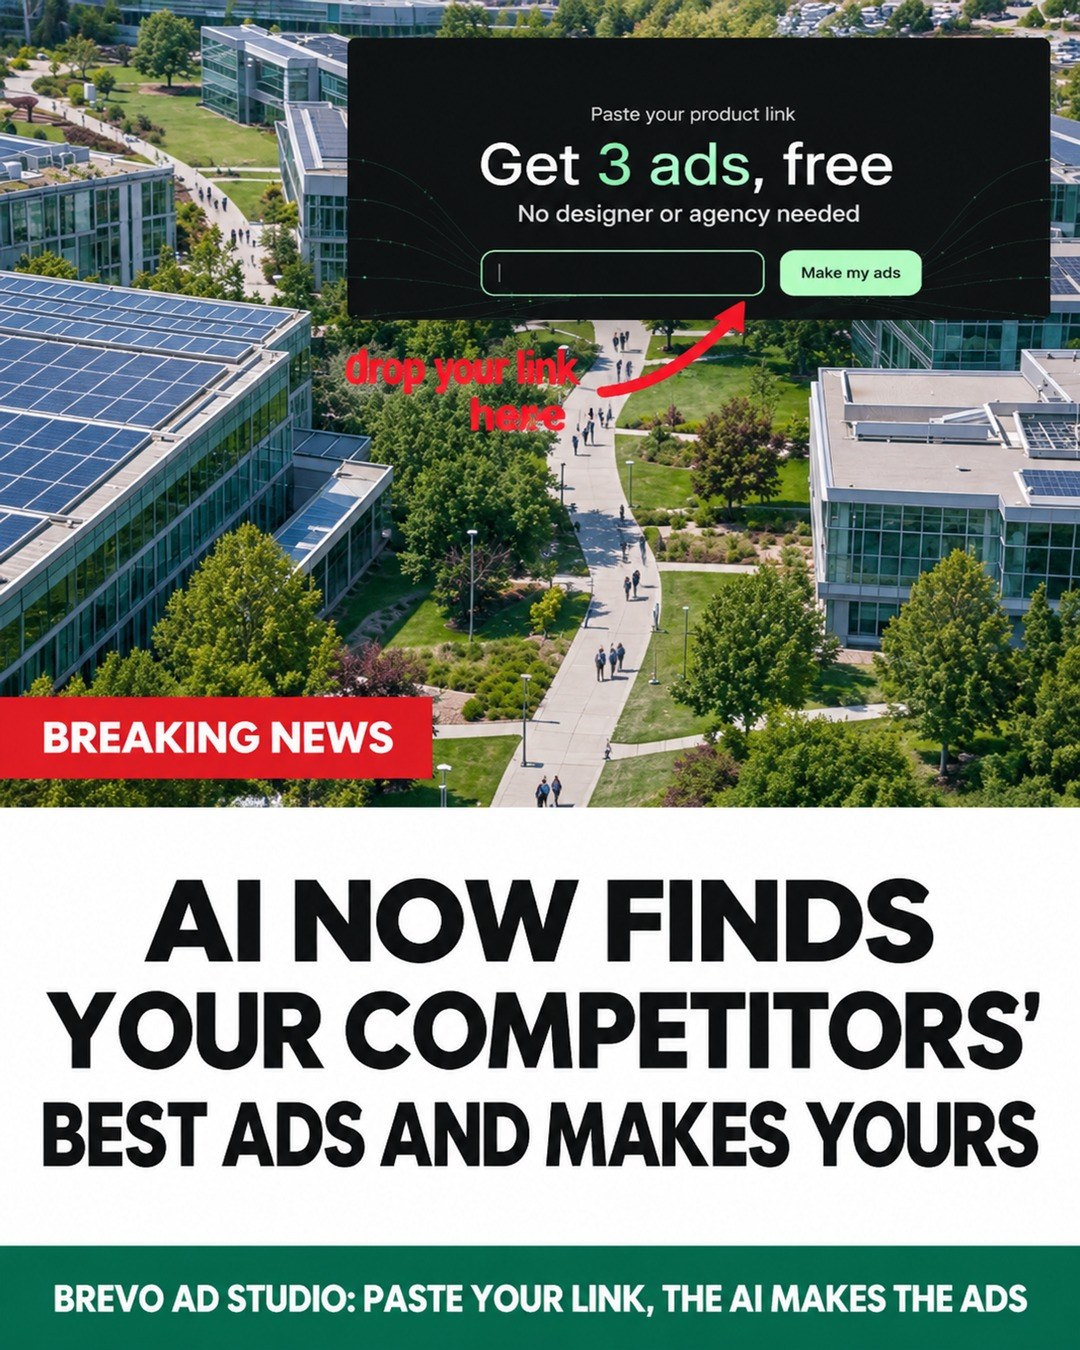 Paste your product link
Get 3 ads, free
No designer or agency needed
Make my ads
drop your link
here
BREAKING NEWS
AI NOW FINDS
YOUR COMPETITORS’
BEST ADS AND MAKES YOURS
BREVO AD STUDIO: PASTE YOUR LINK, THE AI MAKES THE ADS